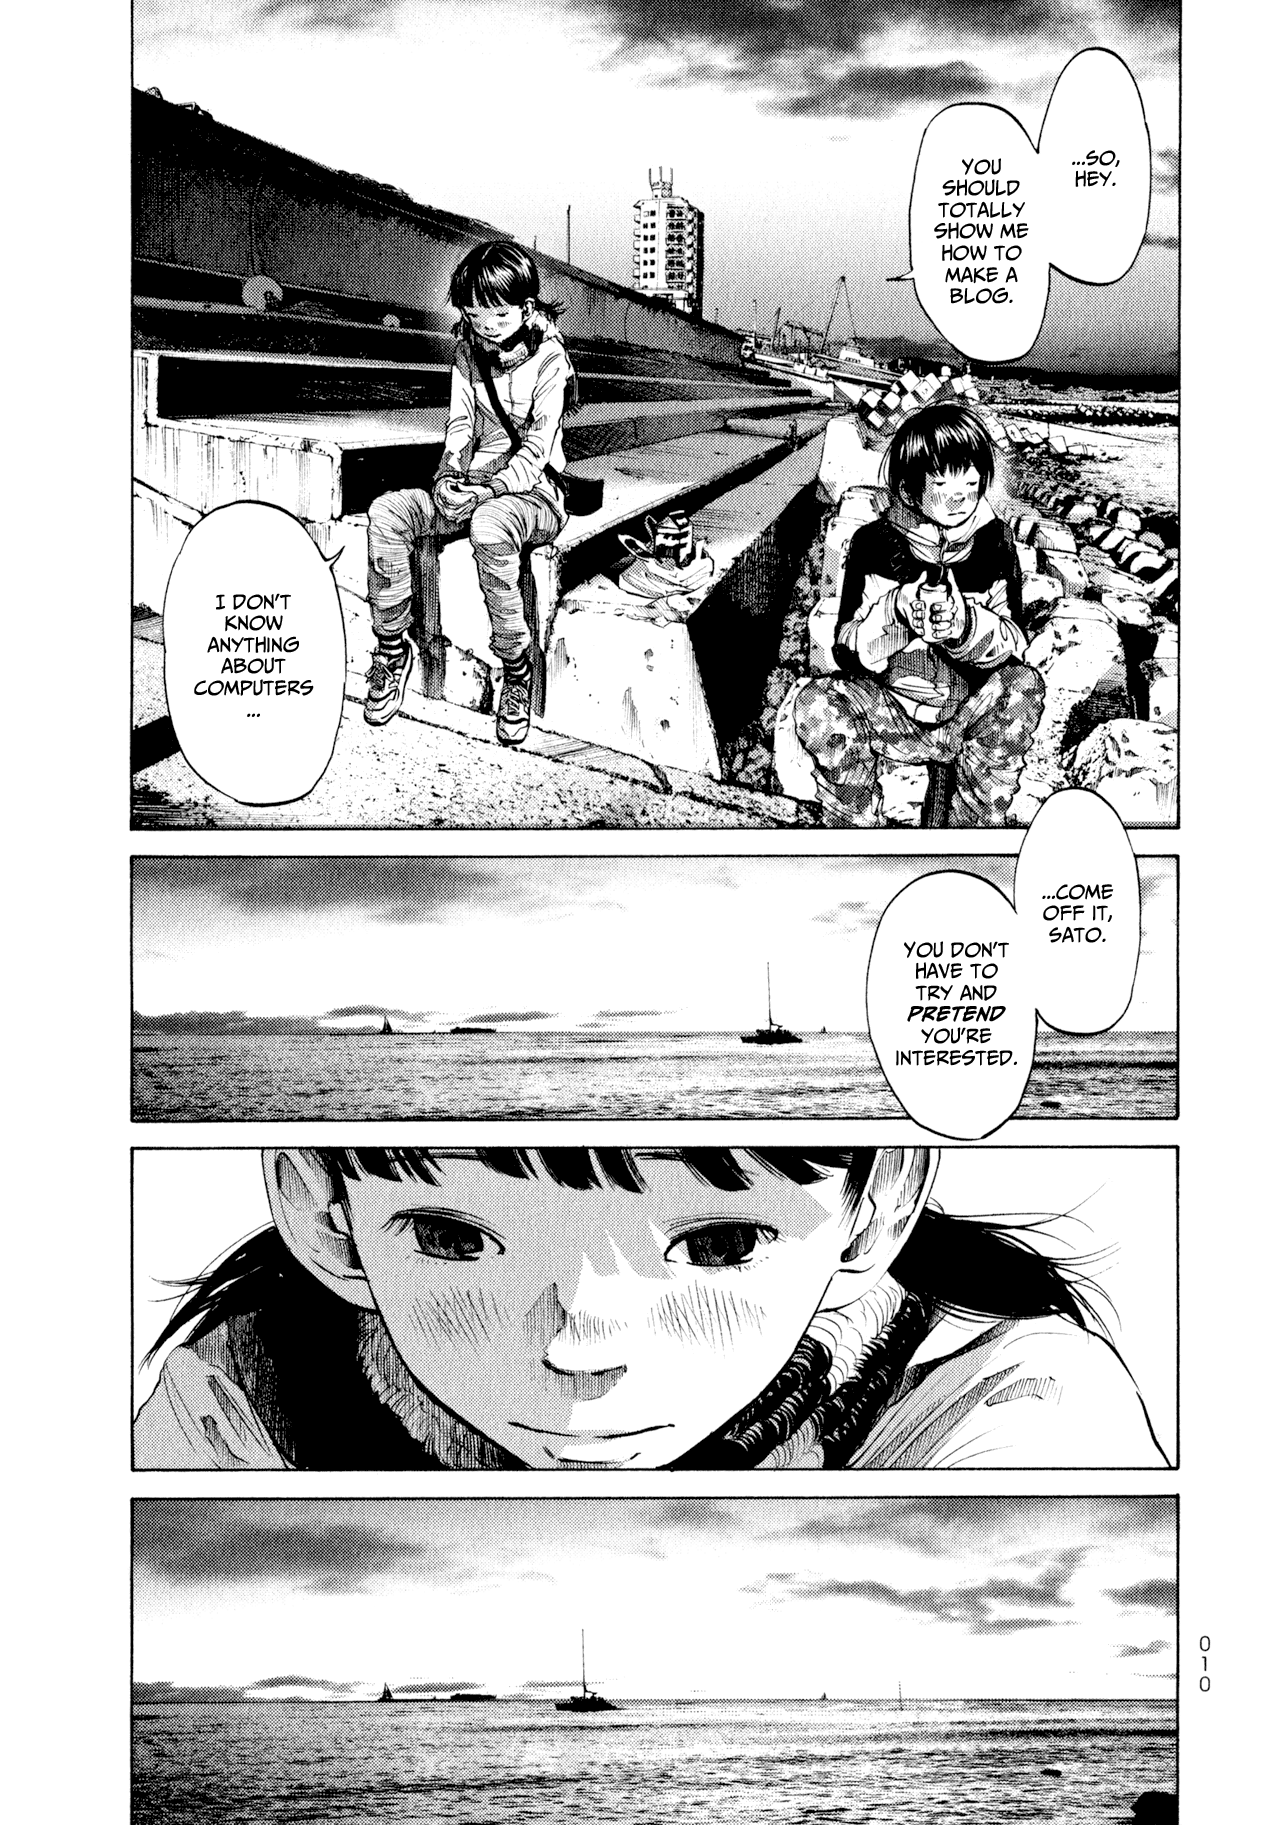 ...SO,
HEY.
YOU
SHOULD
TOTALLY
SHOW ME
HOW TO
MAKE A
BLOG.
I DON'T
KNOW
ANYTHING
ABOUT
COMPUTERS
...
...COME
OFF IT,
SATO.
YOU DON'T
HAVE TO
TRY AND
PRETEND
YOU'RE
INTERESTED.
010